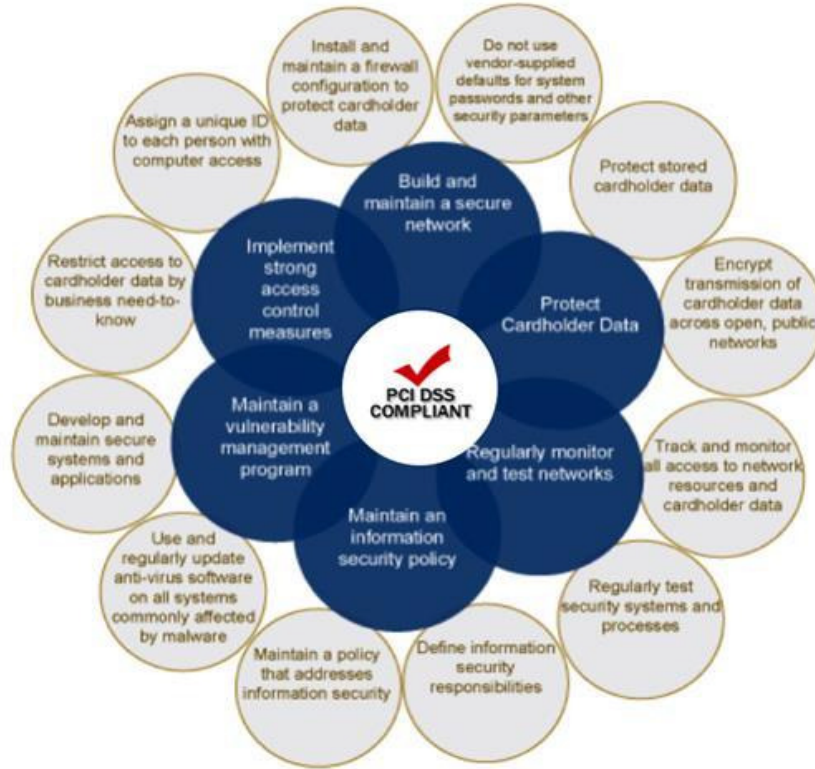 Install and
maintain a firewall
configuration to
protect cardholder
data
Do not use
vendor-supplied
defaults for system
passwords and other
security parameters
Assign a unique ID
to each person with
computer access
Protect stored
cardholder data
Build and
maintain a secure
network
Implement
strong
access
control
measures
Restrict access to
cardholder data by
business need-to-
know
Encrypt
transmission of
cardholder data
across open, public
networks
Protect
Cardholder Data
PCI DSS
COMPLIANT
Maintain a
vulnerability
management
program
Develop and
maintain secure
systems and
applications
Regularly monitor
and test networks
Track and monitor
all access to network
resources and
cardholder data
Maintain an
information
security policy
Use and
regularly update
anti-virus software
on all systems
commonly affected
by malware
Regularly test
security systems and
processes
Maintain a policy
that addresses
information security
Define information
security
responsibilities